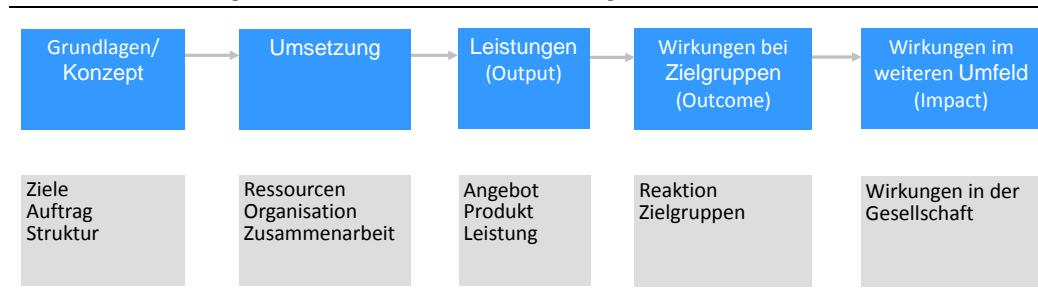 Grundlagen/
Konzept
Umsetzung
Leistungen
(Output)
Wirkungen bei
Zielgruppen
(Outcome)
Wirkungen im
weiteren Umfeld
(Impact)
Ziele
Auftrag
Struktur
Ressourcen
Organisation
Zusammenarbeit
Angebot
Produkt
Leistung
Reaktion
Zielgruppen
Wirkungen in der
Gesellschaft